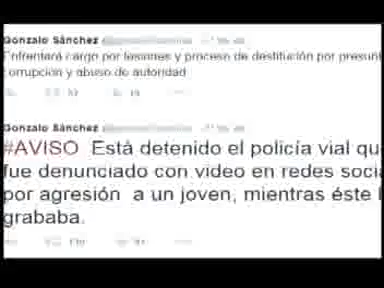 Gonzalo Sánchez
Enfrentará cargo por lesiones y proceso de destitución por presun
corrupción y abuso de autoridad
Gonzalo Sánchez
#AVISO Está detenido el policía vial qu
fue denunciado con video en redes socia
por agresión a un joven, mientras éste l
grababa.